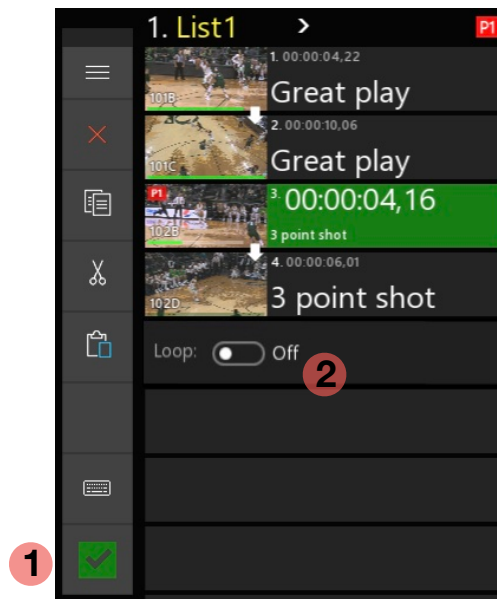 1. List1 >
P1
1. 00:00:04,22
Great play
101B
2. 00:00:10,06
Great play
101C
P1
3. 00:00:04,16
3 point shot
102B
4. 00:00:06,01
3 point shot
102D
Loop: Off
2
1